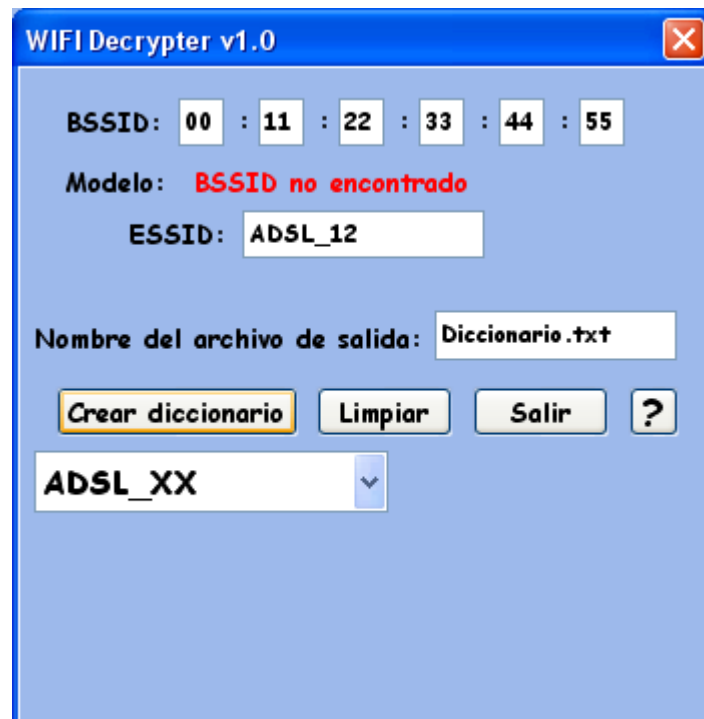 WIFI Decrypter v1.0
BSSID: 00 : 11 : 22 : 33 : 44 : 55
Modelo: BSSID no encontrado
ESSID: ADSL_12
Nombre del archivo de salida: Diccionario.txt
Crear diccionario Limpiar Salir ?
ADSL_XX